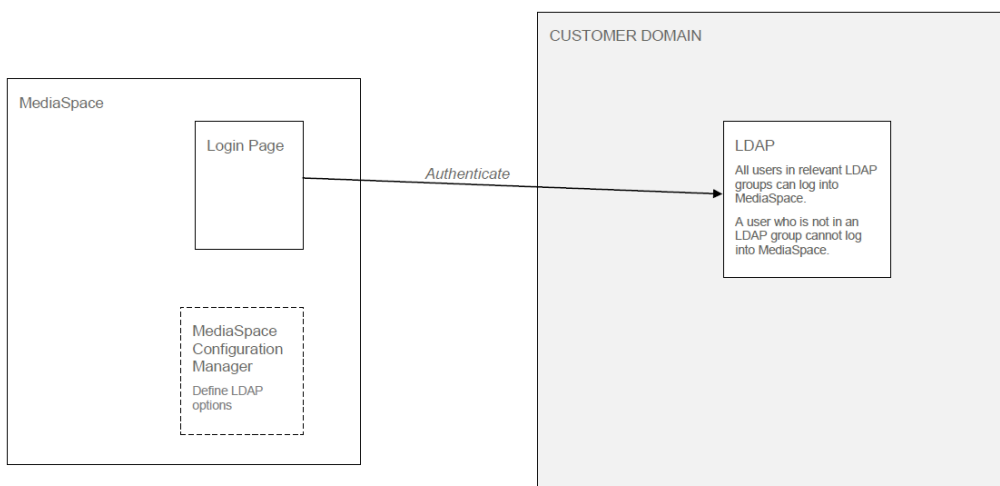 CUSTOMER DOMAIN
MediaSpace
Login Page
Authenticate
LDAP
All users in relevant LDAP
groups can log into
MediaSpace.
A user who is not in an
LDAP group cannot log
into MediaSpace.
MediaSpace
Configuration
Manager
Define LDAP
options